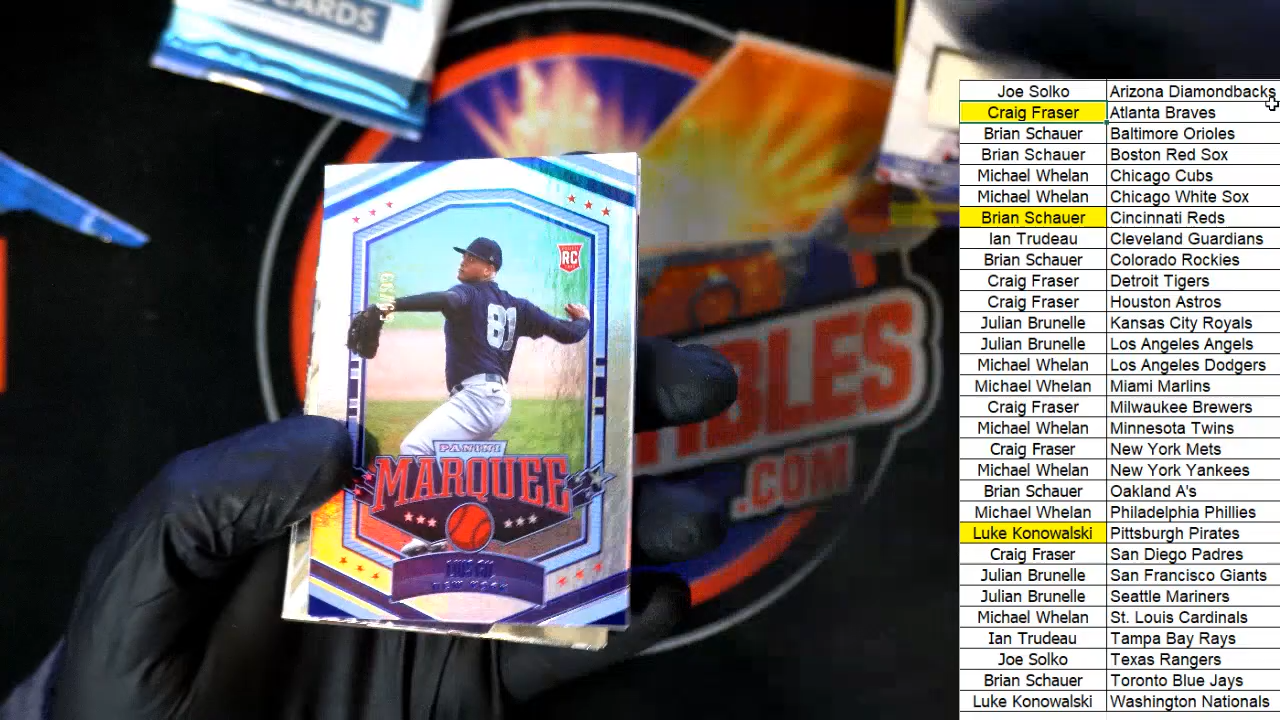 CARDS
RC
81
PANINI
MARQUEE
NEW YORK
.COM
Joe Solko Arizona Diamondbacks
Craig Fraser Atlanta Braves
Brian Schauer Baltimore Orioles
Brian Schauer Boston Red Sox
Michael Whelan Chicago Cubs
Michael Whelan Chicago White Sox
Brian Schauer Cincinnati Reds
Ian Trudeau Cleveland Guardians
Brian Schauer Colorado Rockies
Craig Fraser Detroit Tigers
Craig Fraser Houston Astros
Julian Brunelle Kansas City Royals
Julian Brunelle Los Angeles Angels
Michael Whelan Los Angeles Dodgers
Michael Whelan Miami Marlins
Craig Fraser Milwaukee Brewers
Michael Whelan Minnesota Twins
Craig Fraser New York Mets
Michael Whelan New York Yankees
Brian Schauer Oakland A's
Michael Whelan Philadelphia Phillies
Luke Konowalski Pittsburgh Pirates
Craig Fraser San Diego Padres
Julian Brunelle San Francisco Giants
Julian Brunelle Seattle Mariners
Michael Whelan St. Louis Cardinals
Ian Trudeau Tampa Bay Rays
Joe Solko Texas Rangers
Brian Schauer Toronto Blue Jays
Luke Konowalski Washington Nationals